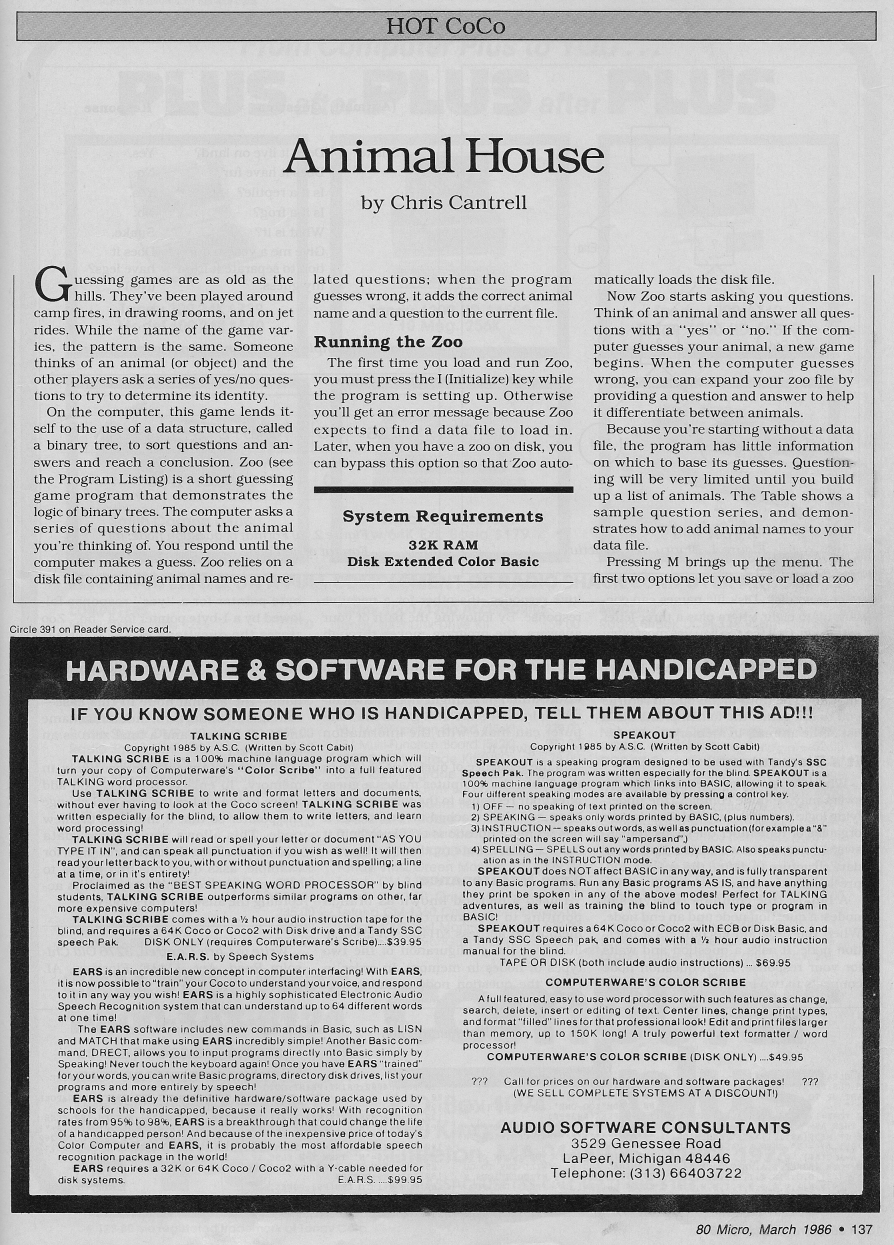 HOT CoCo
Animal House
by Chris Cantrell
Guessing games are as old as the
hills. They've been played around
camp fires, in drawing rooms, and on jet
rides. While the name of the game var-
ies, the pattern is the same. Someone
thinks of an animal (or object) and the
other players ask a series of yes/no ques-
tions to try to determine its identity.
On the computer, this game lends it-
self to the use of a data structure, called
a binary tree, to sort questions and an-
swers and reach a conclusion. Zoo (see
the Program Listing) is a short guessing
game program that demonstrates the
logic of binary trees. The computer asks a
series of questions about the animal
you're thinking of. You respond until the
computer makes a guess. Zoo relies on a
disk file containing animal names and re-
lated questions; when the program
guesses wrong, it adds the correct animal
name and a question to the current file.
Running the Zoo
The first time you load and run Zoo,
you must press the I (Initialize) key while
the program is setting up. Otherwise
you'll get an error message because Zoo
expects to find a data file to load in.
Later, when you have a zoo on disk, you
can bypass this option so that Zoo auto-
System Requirements
32K RAM
Disk Extended Color Basic
matically loads the disk file.
Now Zoo starts asking you questions.
Think of an animal and answer all ques-
tions with a "yes" or "no." If the com-
puter guesses your animal, a new game
begins. When the computer guesses
wrong, you can expand your zoo file by
providing a question and answer to help
it differentiate between animals.
Because you're starting without a data
file, the program has little information
on which to base its guesses. Question-
ing will be very limited until you build
up a list of animals. The Table shows a
sample question series, and demon-
strates how to add animal names to your
data file.
Pressing M brings up the menu. The
first two options let you save or load a zoo
Circle 391 on Reader Service card.
HARDWARE & SOFTWARE FOR THE HANDICAPPED
IF YOU KNOW SOMEONE WHO IS HANDICAPPED, TELL THEM ABOUT THIS AD!!!
TALKING SCRIBE
Copyright 1985 by A.S.C. (Written by Scott Cabit)
TALKING SCRIBE is a 100% machine language program which will
turn your copy of Computerware's "Color Scribe" into a full featured
TALKING word processor.
Use TALKING SCRIBE to write and format letters and documents,
without ever having to look at the Coco screen! TALKING SCRIBE was
written especially for the blind, to allow them to write letters, and learn
word processing!
TALKING SCRIBE will read or spell your letter or document "AS YOU
TYPE IT IN", and can speak all punctuation if you wish as well! It will then
read your letter back to you, with or without punctuation and spelling; a line
at a time, or in it's entirety!
Proclaimed as the "BEST SPEAKING WORD PROCESSOR" by blind
students, TALKING SCRIBE outperforms similar programs on other, far
more expensive computers!
TALKING SCRIBE comes with a ½ hour audio instruction tape for the
blind, and requires a 64K Coco or Coco2 with Disk drive and a Tandy SSC
speech Pak. DISK ONLY (requires Computerware's Scribe)....$39.95
E.A.R.S. by Speech Systems
EARS is an incredible new concept in computer interfacing! With EARS,
it is now possible to "train" your Coco to understand your voice, and respond
to it in any way you wish! EARS is a highly sophisticated Electronic Audio
Speech Recognition system that can understand up to 64 different words
at one time!
The EARS software includes new commands in Basic, such as LISN
and MATCH that make using EARS incredibly simple! Another Basic com-
mand, DRECT, allows you to input programs directly into Basic simply by
Speaking! Never touch the keyboard again! Once you have EARS "trained"
for your words, you can write Basic programs, directory disk drives, list your
programs and more entirely by speech!
EARS is already the definitive hardware/software package used by
schools for the handicapped, because it really works! With recognition
rates from 95% to 98%, EARS is a breakthrough that could change the life
of a handicapped person! And because of the inexpensive price of today's
Color Computer and EARS, it is probably the most affordable speech
recognition package in the world!
EARS requires a 32K or 64K Coco / Coco2 with a Y-cable needed for
disk systems. E.A.R.S. ....$99.95
SPEAKOUT
Copyright 1985 by A.S.C. (Written by Scott Cabit)
SPEAKOUT is a speaking program designed to be used with Tandy's SSC
Speech Pak. The program was written especially for the blind. SPEAKOUT is a
100% machine language program which links into BASIC, allowing it to speak.
Four different speaking modes are available by pressing a control key.
1) OFF — no speaking of text printed on the screen.
2) SPEAKING — speaks only words printed by BASIC, (plus numbers).
3) INSTRUCTION — speaks out words, as well as punctuation (for example a "&"
printed on the screen will say "ampersand".)
4) SPELLING — SPELLS out any words printed by BASIC. Also speaks punctu-
ation as in the INSTRUCTION mode.
SPEAKOUT does NOT affect BASIC in any way, and is fully transparent
to any Basic programs. Run any Basic programs AS IS, and have anything
they print be spoken in any of the above modes! Perfect for TALKING
adventures, as well as training the blind to touch type or program in
BASIC!
SPEAKOUT requires a 64K Coco or Coco2 with ECB or Disk Basic, and
a Tandy SSC Speech pak, and comes with a ½ hour audio instruction
manual for the blind.
TAPE OR DISK (both include audio instructions) ... $69.95
COMPUTERWARE'S COLOR SCRIBE
A full featured, easy to use word processor with such features as change,
search, delete, insert or editing of text. Center lines, change print types,
and format "filled" lines for that professional look! Edit and print files larger
than memory, up to 150K long! A truly powerful text formatter / word
processor!
COMPUTERWARE'S COLOR SCRIBE (DISK ONLY) ....$49.95
??? Call for prices on our hardware and software packages! ???
(WE SELL COMPLETE SYSTEMS AT A DISCOUNT!)
AUDIO SOFTWARE CONSULTANTS
3529 Genessee Road
LaPeer, Michigan 48446
Telephone: (313) 66403722
80 Micro, March 1986 • 137